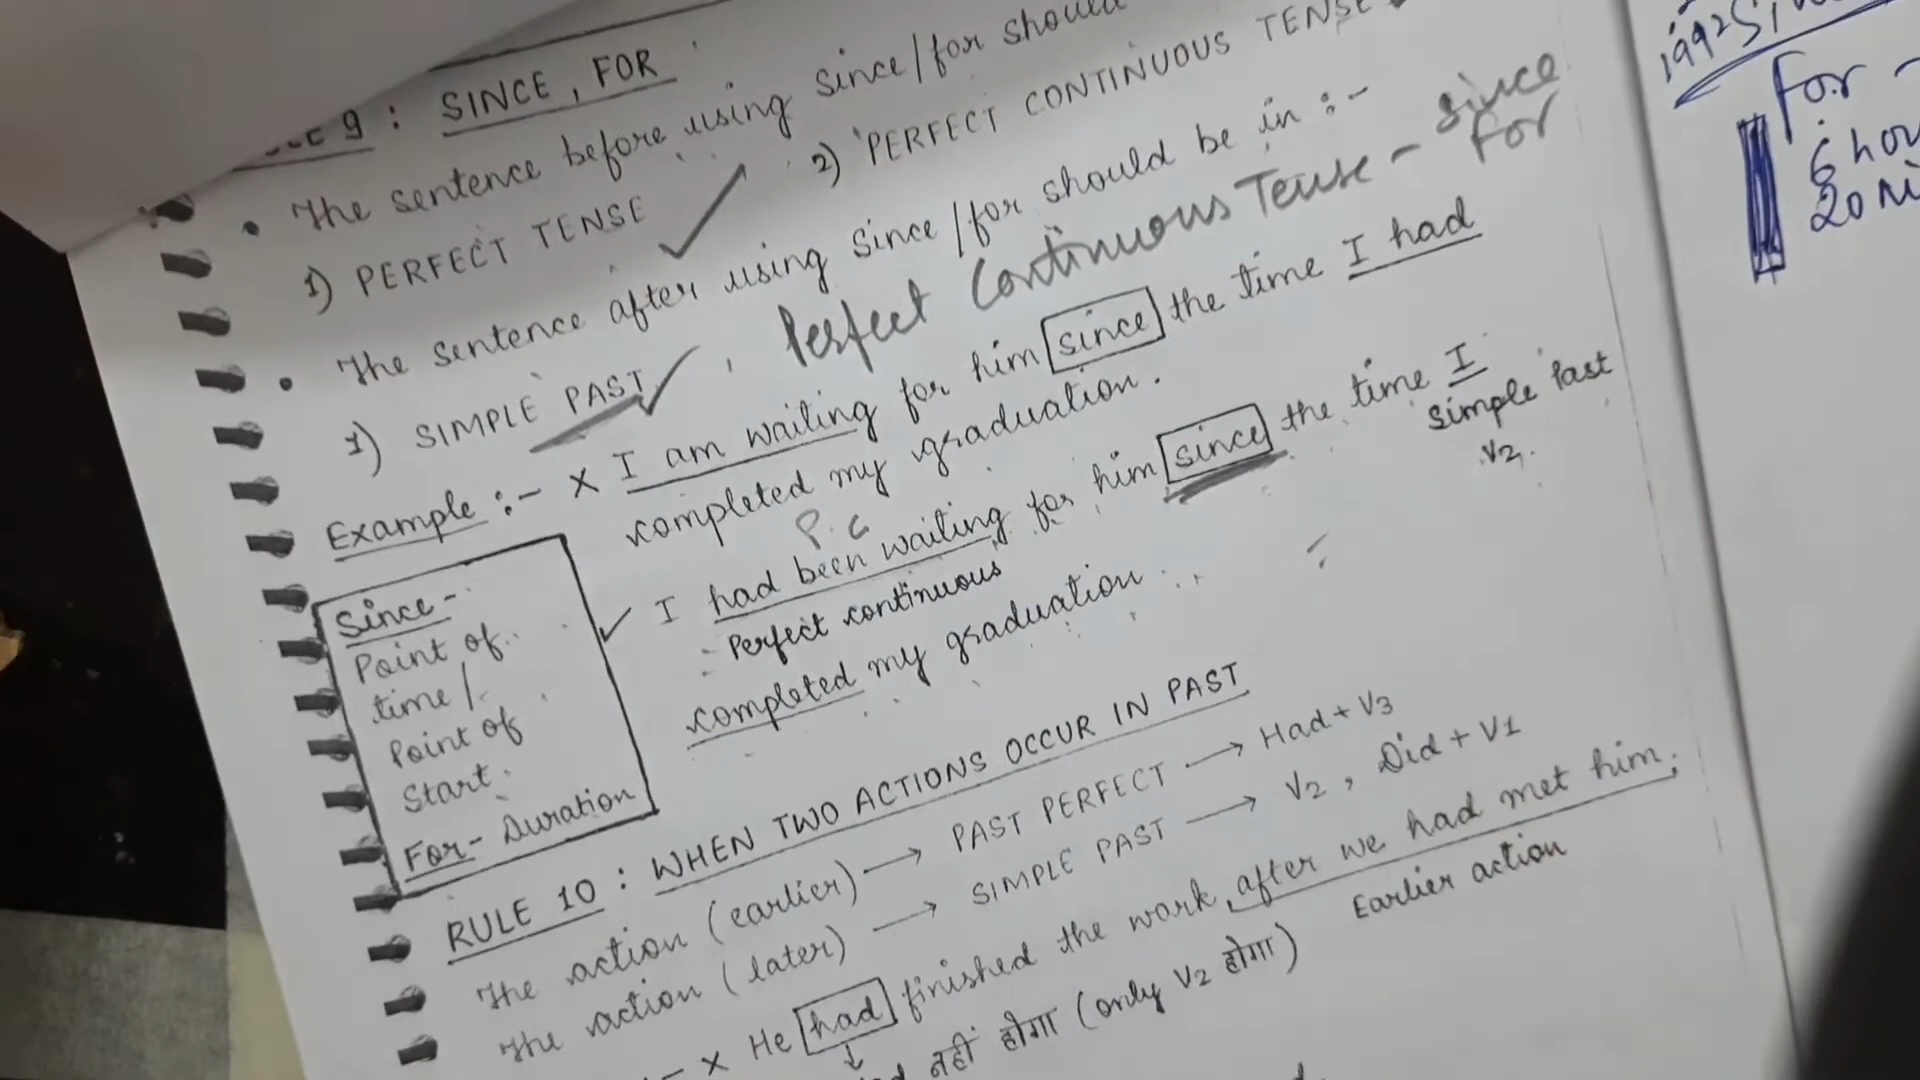 9 : SINCE, FOR
• The sentence before using since/for should
1) PERFECT TENSE 2) PERFECT CONTINUOUS TENSE
• The sentence after using Since/for should be in :-
1) SIMPLE PAST
Perfect Continuous Tense - since
For
Example :- × I am waiting for him since the time I had
completed my graduation.
P.C
✓ I had been waiting for him since the time I
Perfect continuous
Simple Past
V2.
completed my graduation.
Since -
Point of
time/
Point of
Start.
For - Duration
RULE 10 : WHEN TWO ACTIONS OCCUR IN PAST
The action (earlier) → PAST PERFECT → Had + V3
The action (later) → SIMPLE PAST → V2, Did + V1
× He had finished the work, after we had met him.
Earlier action
नहीं होगा (only V2 होगा)
1992
For -
20